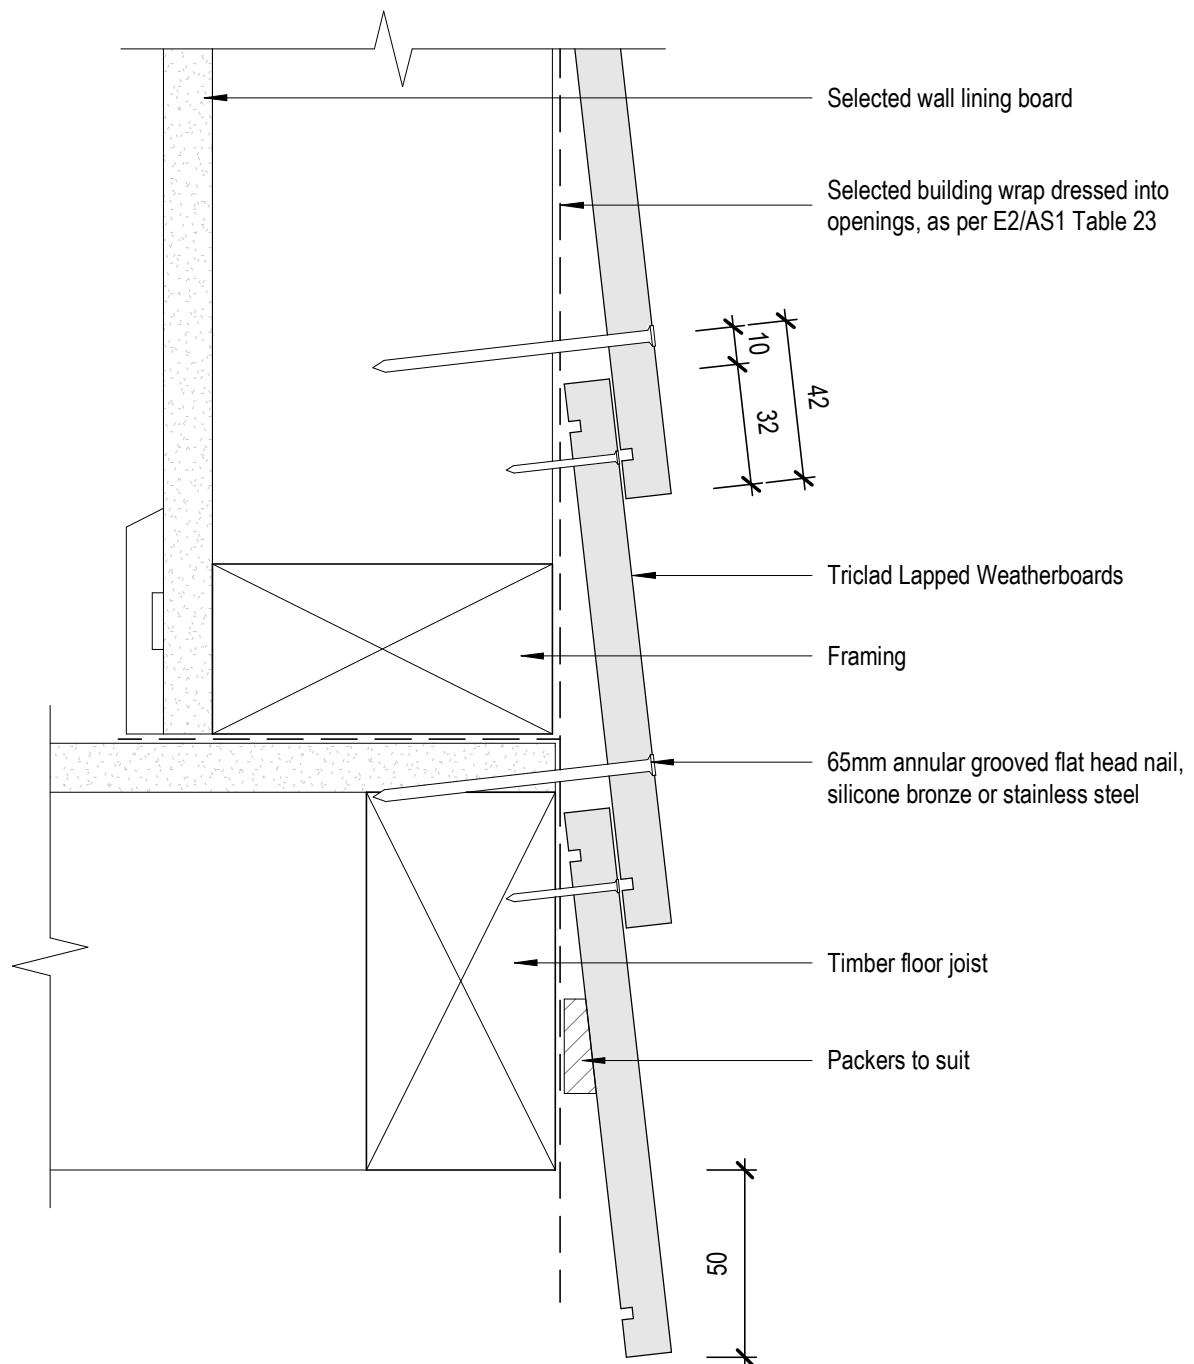 Selected wall lining board
Selected building wrap dressed into
openings, as per E2/AS1 Table 23
10
42
32
Triclad Lapped Weatherboards
Framing
65mm annular grooved flat head nail,
silicone bronze or stainless steel
Timber floor joist
Packers to suit
50